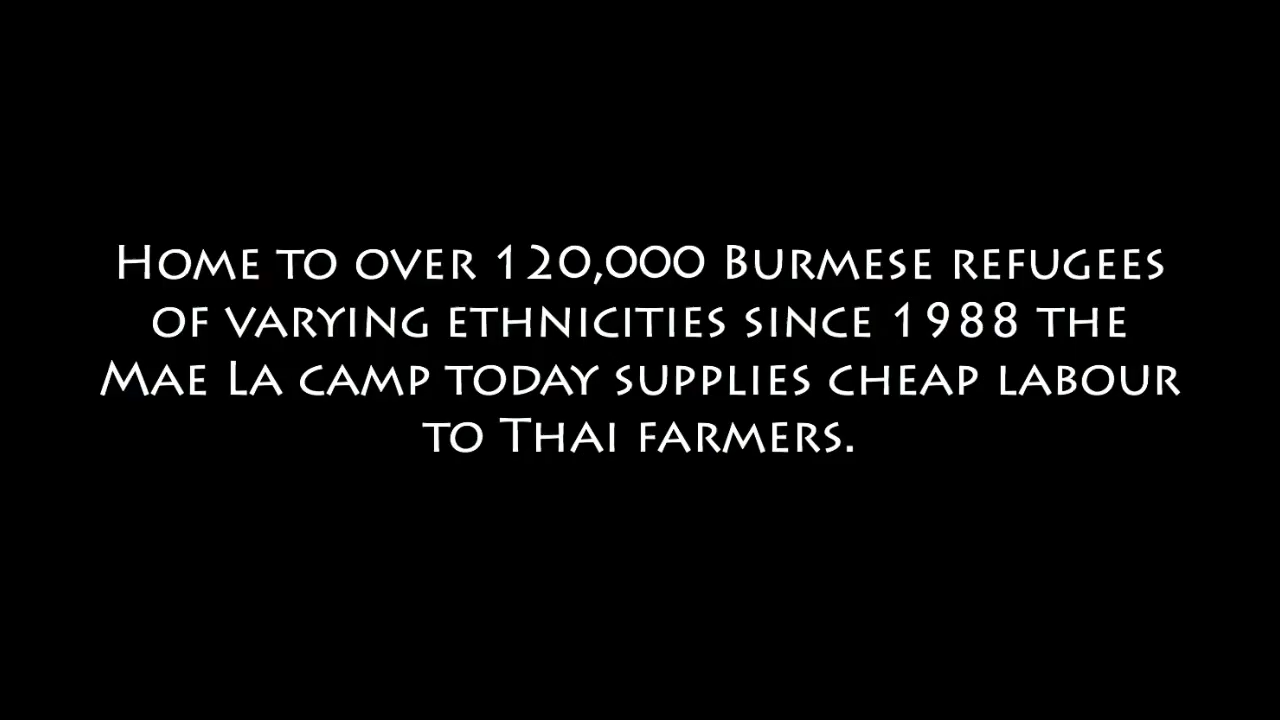 Home to over 120,000 Burmese refugees
of varying ethnicities since 1988 the
Mae La camp today supplies cheap labour
to Thai farmers.